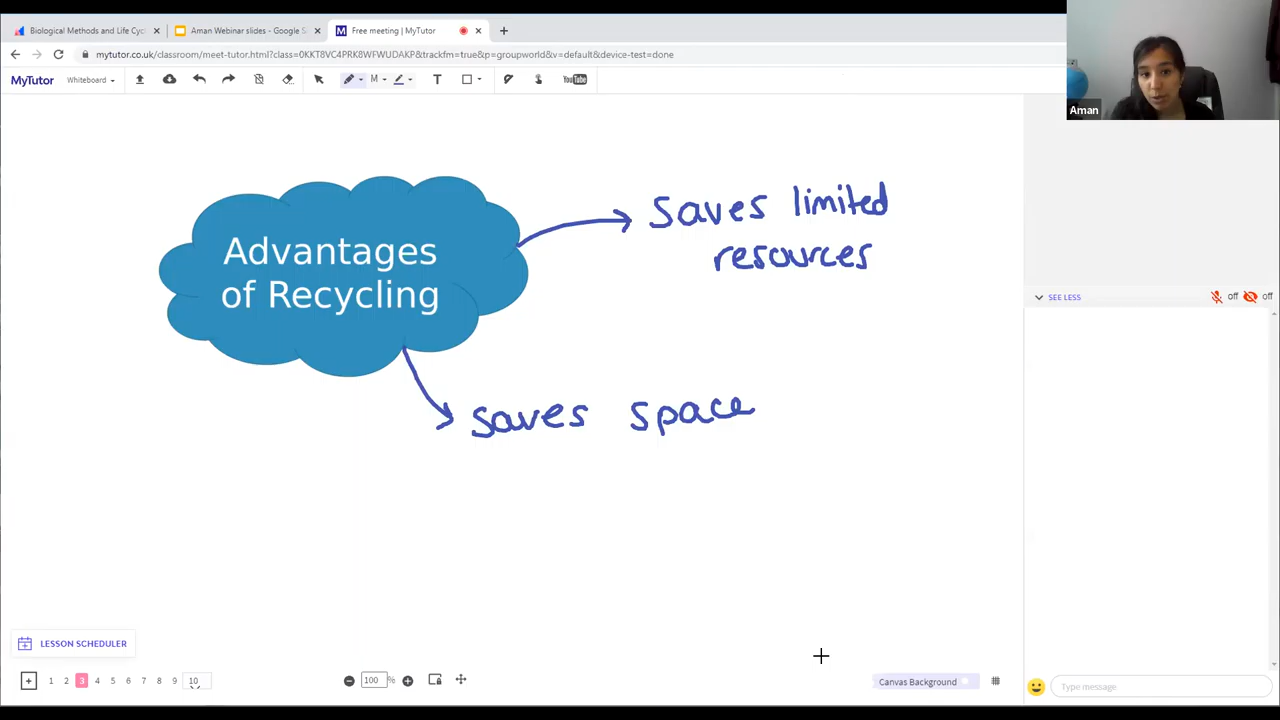 Biological Methods and Life Cyc
Aman Webinar slides - Google S
Free meeting | MyTutor
mytutor.co.uk/classroom/meet-tutor.html?class=0KKT8VC4PRK8WFWUDAKP&trackfm=true&p=groupworld&v=default&device-test=done
MyTutor Whiteboard M T YouTube
Aman
Advantages
of Recycling
saves limited
resources
saves space
SEE LESS off off
LESSON SCHEDULER
1 2 3 4 5 6 7 8 9 10
100 %
Canvas Background
Type message